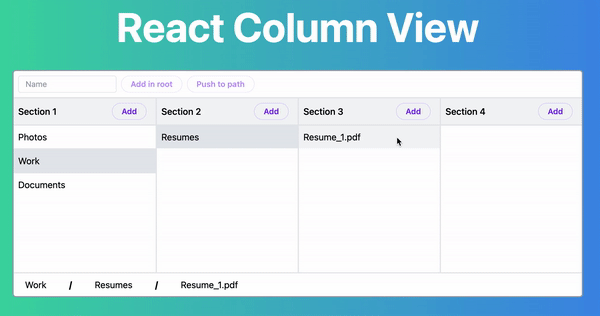 React Column View
Name Add in root Push to path
Section 1 Add Section 2 Add Section 3 Add Section 4 Add
Photos Resumes Resume_1.pdf
Work
Documents
Work / Resumes / Resume_1.pdf